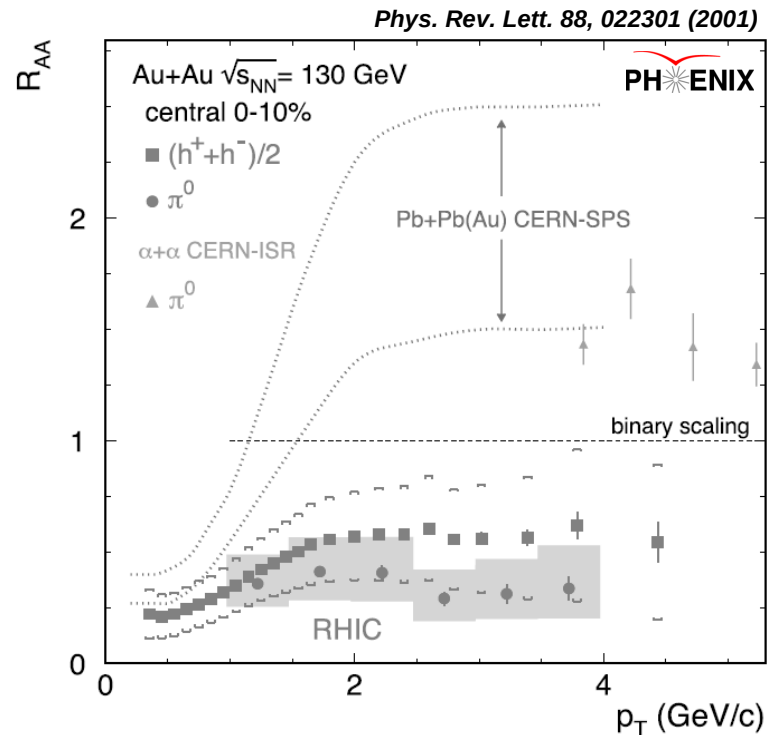 Phys. Rev. Lett. 88, 022301 (2001)
R_AA
Au+Au √s_NN= 130 GeV
PHENIX
central 0-10%
(h⁺+h⁻)/2
π⁰
α+α CERN-ISR
π⁰
Pb+Pb(Au) CERN-SPS
binary scaling
RHIC
2
1
0
0
2
4
p_T (GeV/c)